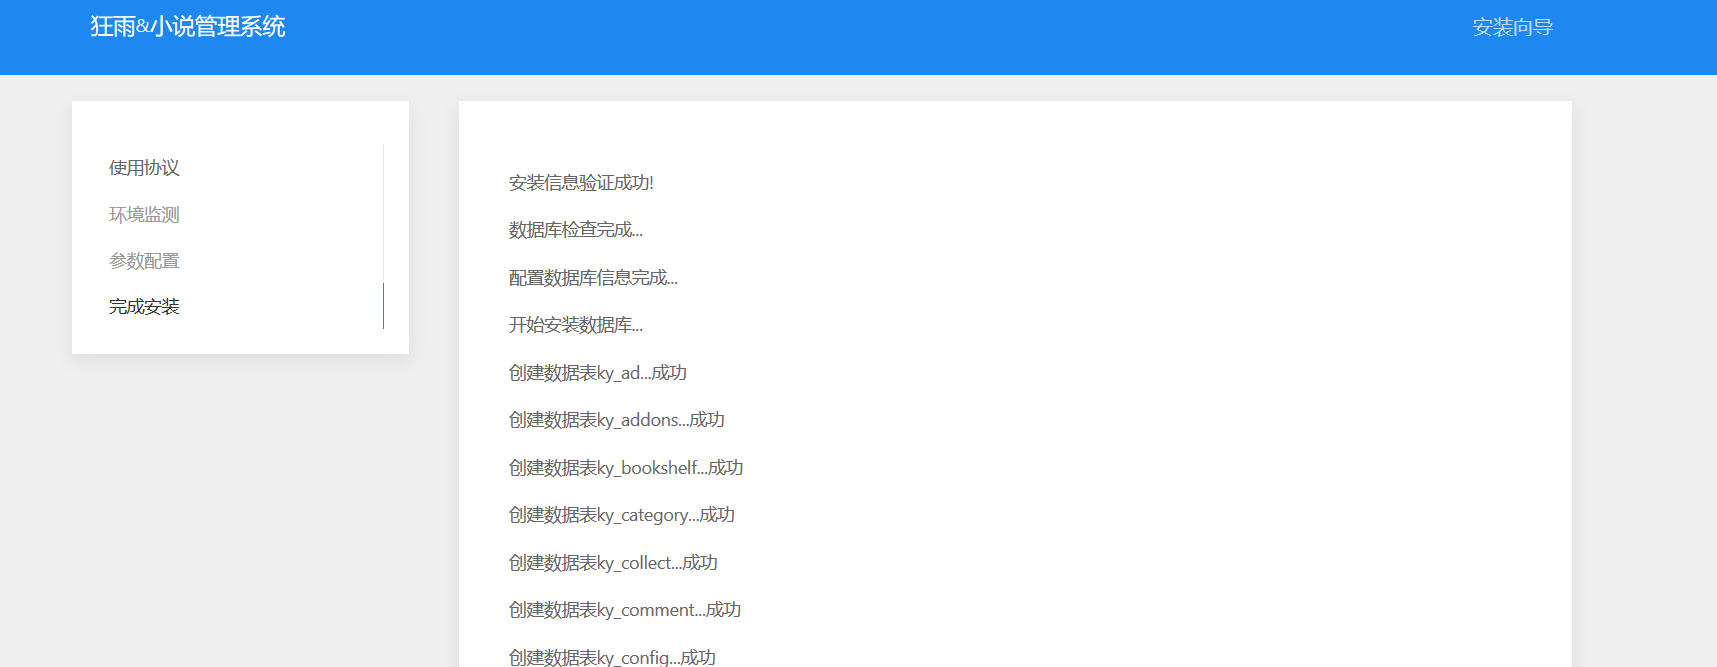 狂雨&小说管理系统
安装向导
使用协议
环境监测
参数配置
完成安装
安装信息验证成功!
数据库检查完成...
配置数据库信息完成...
开始安装数据库...
创建数据表ky_ad...成功
创建数据表ky_addons...成功
创建数据表ky_bookshelf...成功
创建数据表ky_category...成功
创建数据表ky_collect...成功
创建数据表ky_comment...成功
创建数据表ky_config...成功